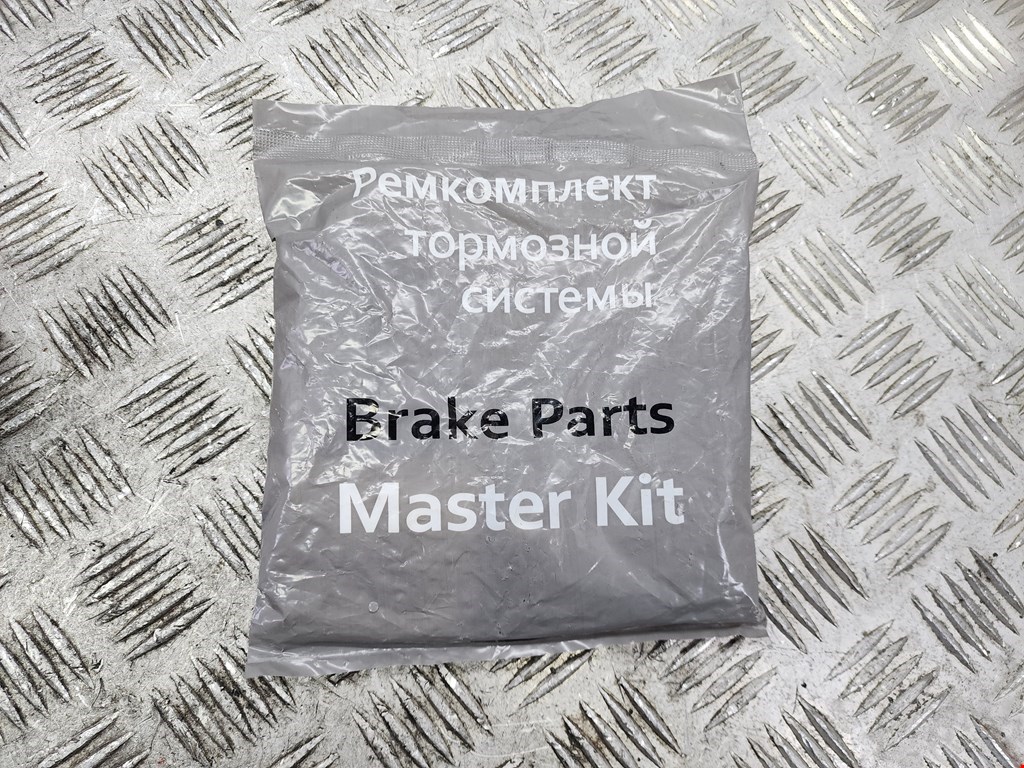 Ремкомплект
тормозной
системы
Brake Parts
Master Kit